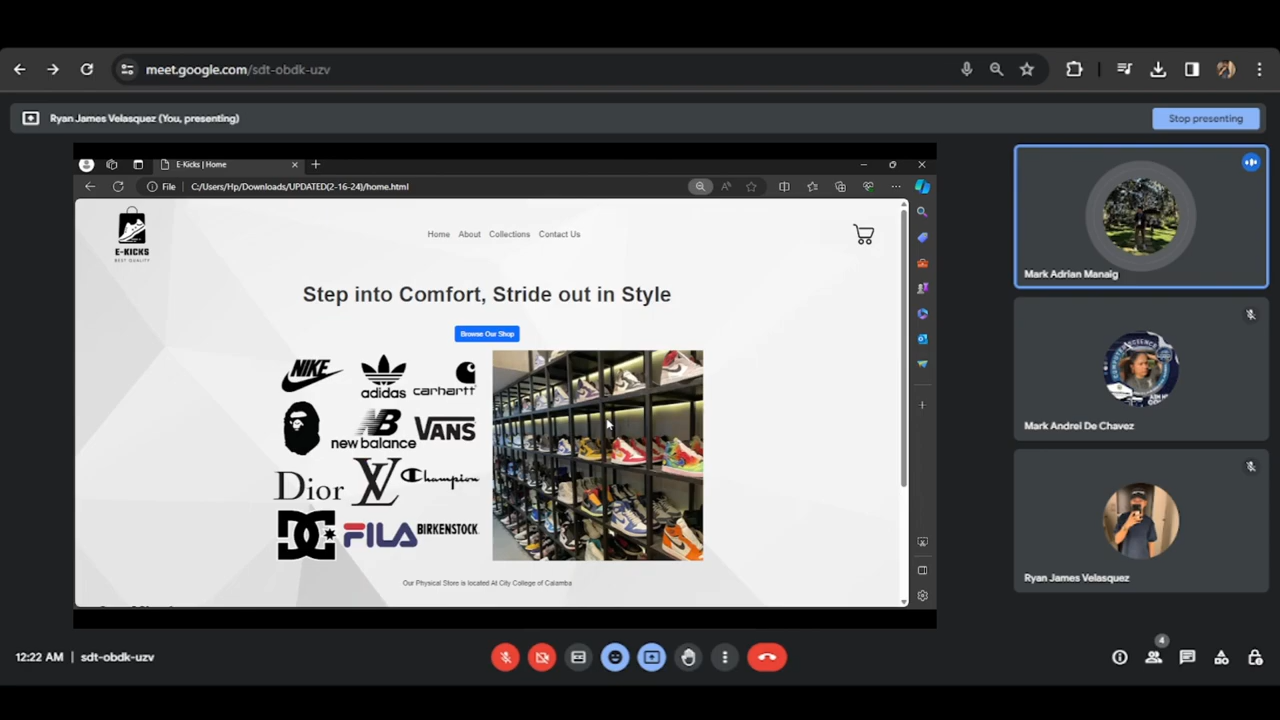 meet.google.com/sdt-obdk-uzv
Ryan James Velasquez (You, presenting)
Stop presenting
E-Kicks | Home
File
C:/Users/Hp/Downloads/UPDATED(2-16-24)/home.html
E-KICKS
BEST QUALITY
Home About Collections Contact Us
Step into Comfort, Stride out in Style
Browse Our Shop
NIKE
adidas
carhartt
new balance
VANS
Dior
LV
Champion
DC
FILA
BIRKENSTOCK
Our Physical Store is located At City College of Calamba
Mark Adrian Manaig
Mark Andrei De Chavez
Ryan James Velasquez
12:22 AM | sdt-obdk-uzv
4